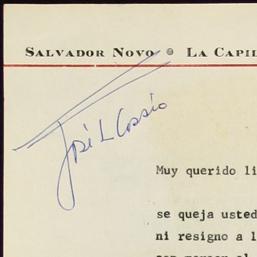 SALVADOR NOVO ● LA CAPIL
José L Cossío
Muy querido li
se queja usted
ni resigno a l